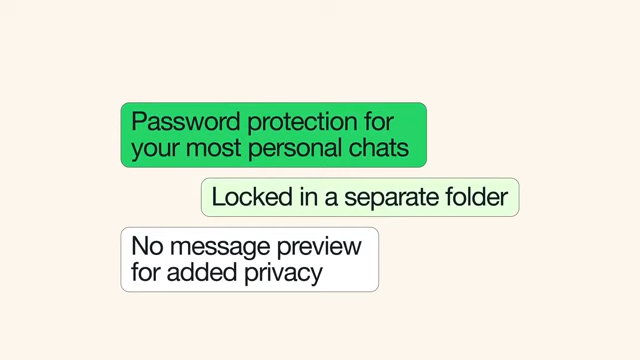 Password protection for
your most personal chats
Locked in a separate folder
No message preview
for added privacy